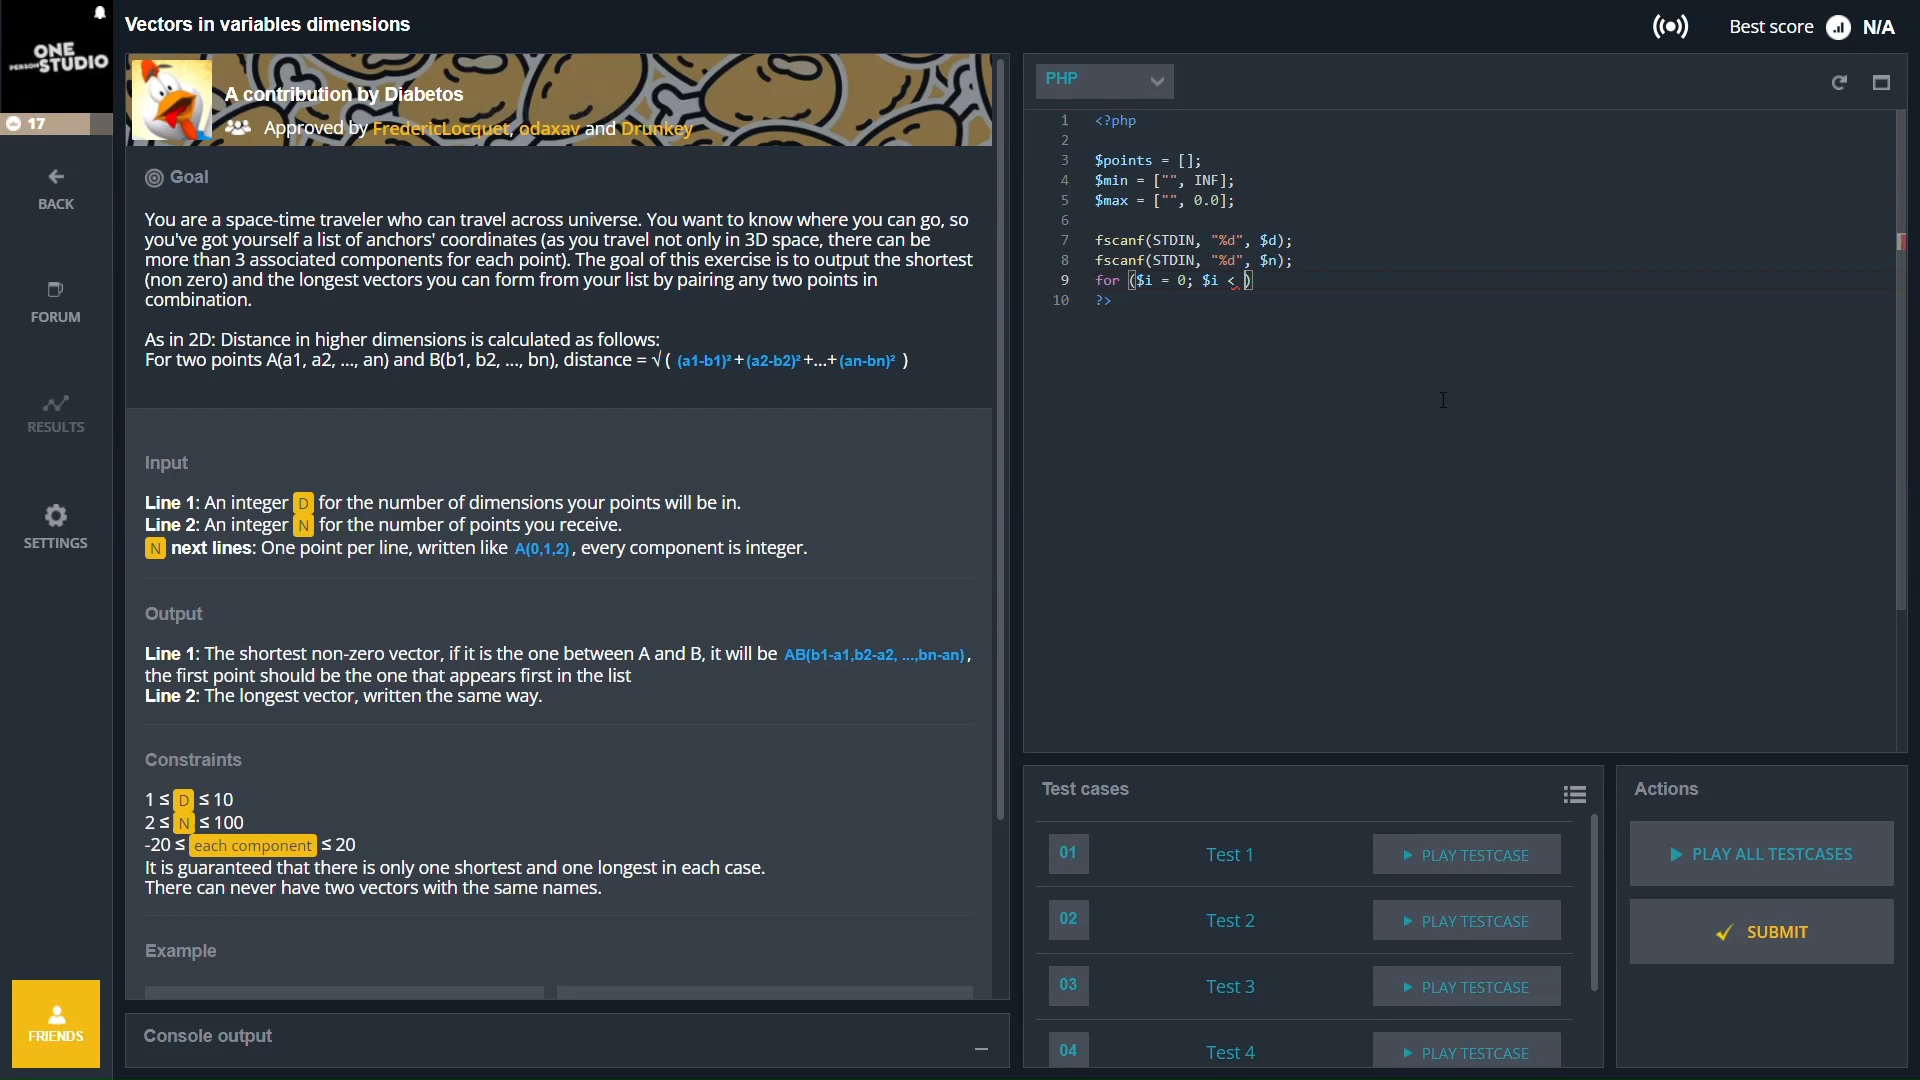 ONE
PERSON STUDIO
17
BACK
FORUM
RESULTS
SETTINGS
FRIENDS
Vectors in variables dimensions
Best score N/A
A contribution by Diabetos
Approved by FredericLocquet, odaxav and Drunkey
Goal
You are a space-time traveler who can travel across universe. You want to know where you can go, so
you've got yourself a list of anchors' coordinates (as you travel not only in 3D space, there can be
more than 3 associated components for each point). The goal of this exercise is to output the shortest
(non zero) and the longest vectors you can form from your list by pairing any two points in
combination.
As in 2D: Distance in higher dimensions is calculated as follows:
For two points A(a1, a2, ..., an) and B(b1, b2, ..., bn), distance = √ ( (a1-b1)²+(a2-b2)²+...+(an-bn)² )
Input
Line 1: An integer D for the number of dimensions your points will be in.
Line 2: An integer N for the number of points you receive.
N next lines: One point per line, written like A(0,1,2), every component is integer.
Output
Line 1: The shortest non-zero vector, if it is the one between A and B, it will be AB(b1-a1,b2-a2, ...,bn-an),
the first point should be the one that appears first in the list
Line 2: The longest vector, written the same way.
Constraints
1 ≤ D ≤ 10
2 ≤ N ≤ 100
-20 ≤ each component ≤ 20
It is guaranteed that there is only one shortest and one longest in each case.
There can never have two vectors with the same names.
Example
Console output
PHP
1 <?php
2
3 $points = [];
4 $min = ["", INF];
5 $max = ["", 0.0];
6
7 fscanf(STDIN, "%d", $d);
8 fscanf(STDIN, "%d", $n);
9 for ($i = 0; $i < )
10 ?>
Test cases
01 Test 1 PLAY TESTCASE
02 Test 2 PLAY TESTCASE
03 Test 3 PLAY TESTCASE
04 Test 4 PLAY TESTCASE
Actions
PLAY ALL TESTCASES
SUBMIT